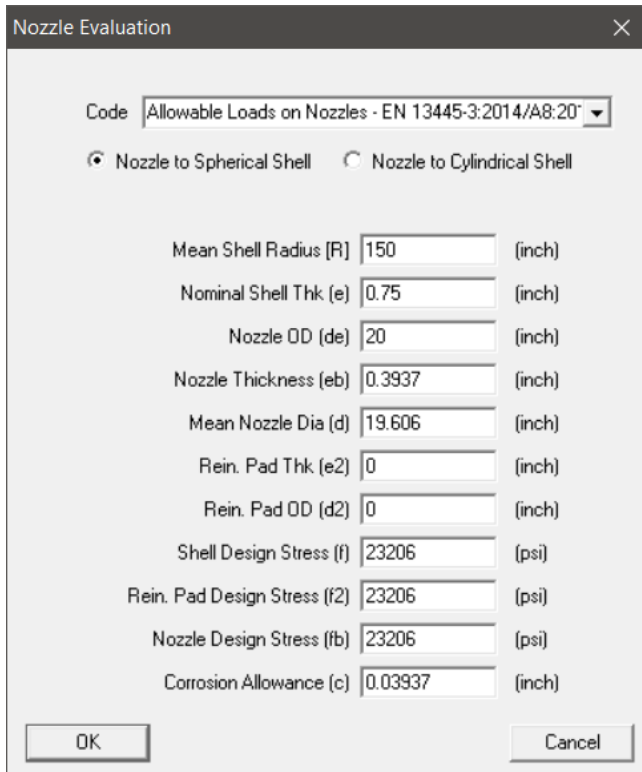 Nozzle Evaluation
Code Allowable Loads on Nozzles - EN 13445-3:2014/A8:20
Nozzle to Spherical Shell Nozzle to Cylindrical Shell
Mean Shell Radius [R] 150 (inch)
Nominal Shell Thk (e) 0.75 (inch)
Nozzle OD (de) 20 (inch)
Nozzle Thickness (eb) 0.3937 (inch)
Mean Nozzle Dia (d) 19.606 (inch)
Rein. Pad Thk (e2) 0 (inch)
Rein. Pad OD (d2) 0 (inch)
Shell Design Stress (f) 23206 (psi)
Rein. Pad Design Stress (f2) 23206 (psi)
Nozzle Design Stress (fb) 23206 (psi)
Corrosion Allowance (c) 0.03937 (inch)
OK Cancel